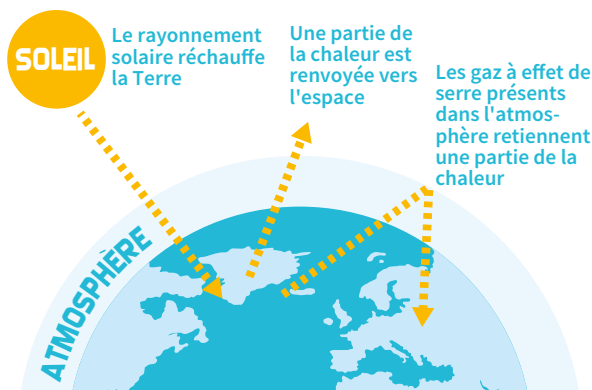 SOLEIL
Le rayonnement
solaire réchauffe
la Terre
Une partie de
la chaleur est
renvoyée vers
l'espace
Les gaz à effet de
serre présents
dans l'atmos-
phère retiennent
une partie de la
chaleur
ATMOSPHÈRE